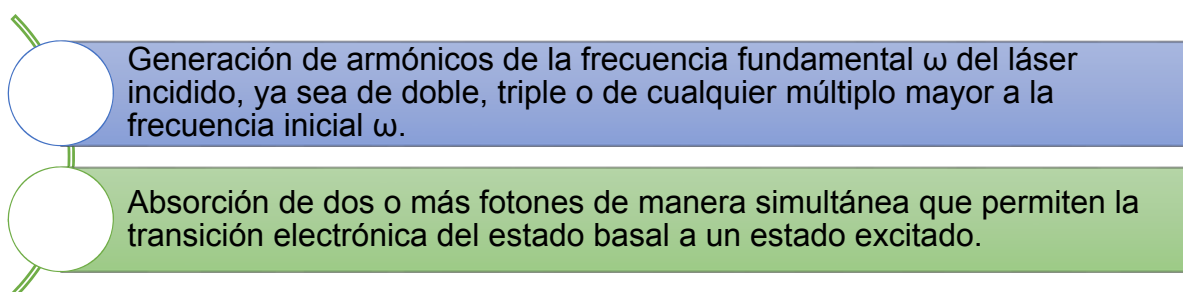 Generación de armónicos de la frecuencia fundamental ω del láser
incidido, ya sea de doble, triple o de cualquier múltiplo mayor a la
frecuencia inicial ω.
Absorción de dos o más fotones de manera simultánea que permiten la
transición electrónica del estado basal a un estado excitado.